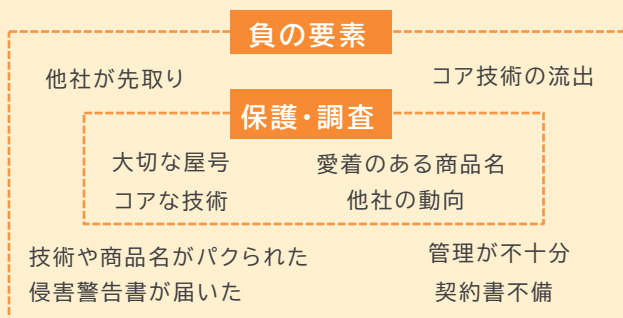 負の要素
他社が先取り
コア技術の流出
保護・調査
大切な屋号
愛着のある商品名
コアな技術
他社の動向
技術や商品名がパクられた
管理が不十分
侵害警告書が届いた
契約書不備